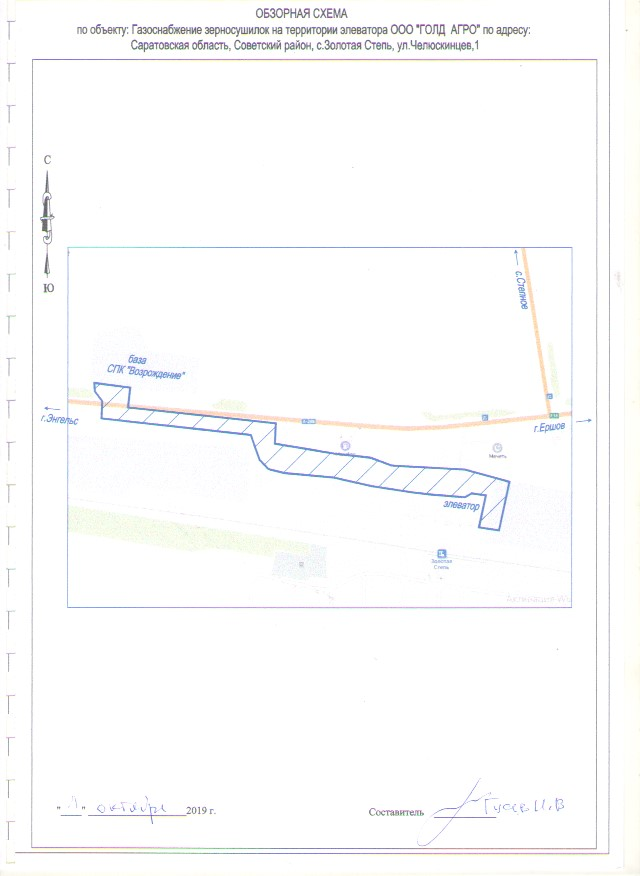 ОБЗОРНАЯ СХЕМА
по объекту: Газоснабжение зерносушилок на территории элеватора ООО "ГОЛД АГРО" по адресу:
Саратовская область, Советский район, с.Золотая Степь, ул.Челюскинцев,1
С
Ю
с.Степное
база
СПК "Возрождение"
г.Энгельс
г.Ершов
Мечеть
элеватор
Золотая
Степь
" " октября 2019 г.
Составитель Гусев И.В